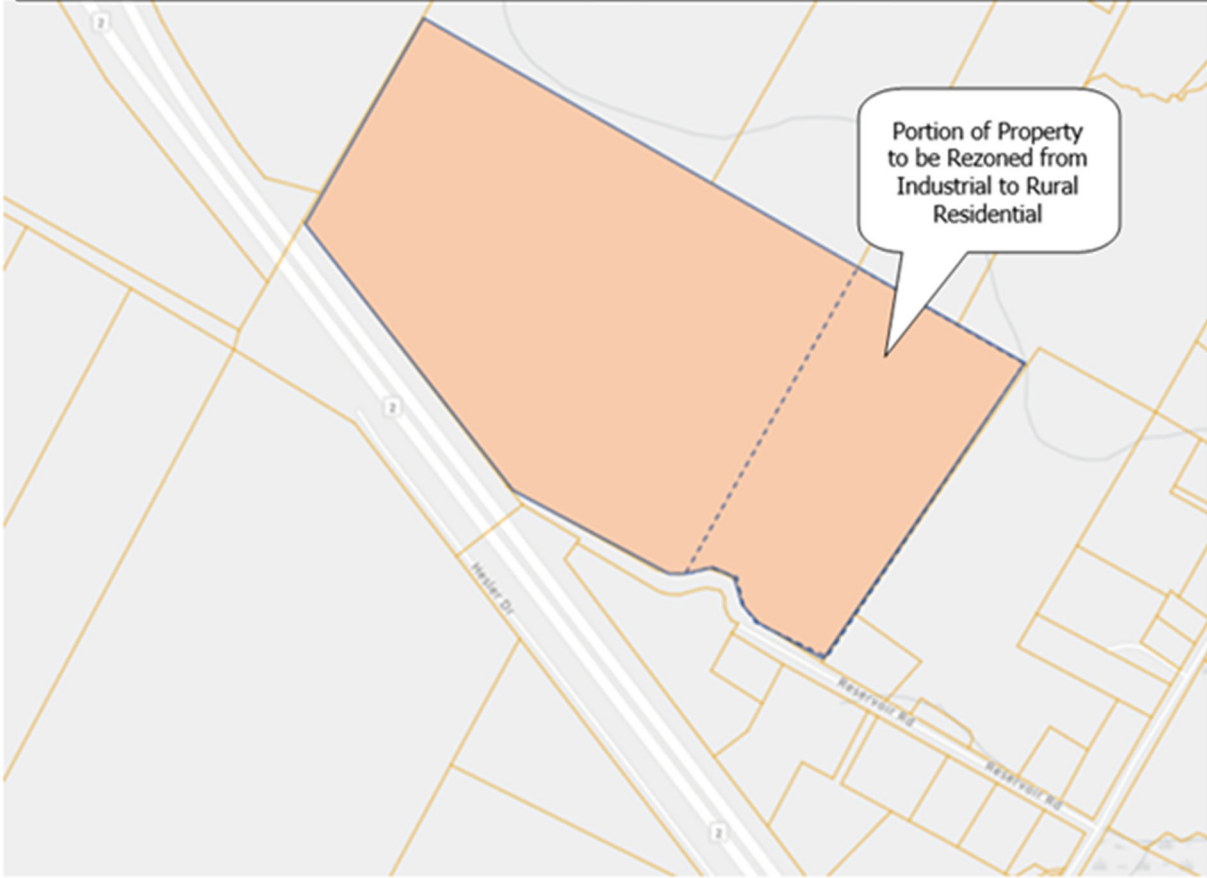 2
Portion of Property
to be Rezoned from
Industrial to Rural
Residential
2
Hesler Dr
Reservoir Rd
Reservoir Rd
2